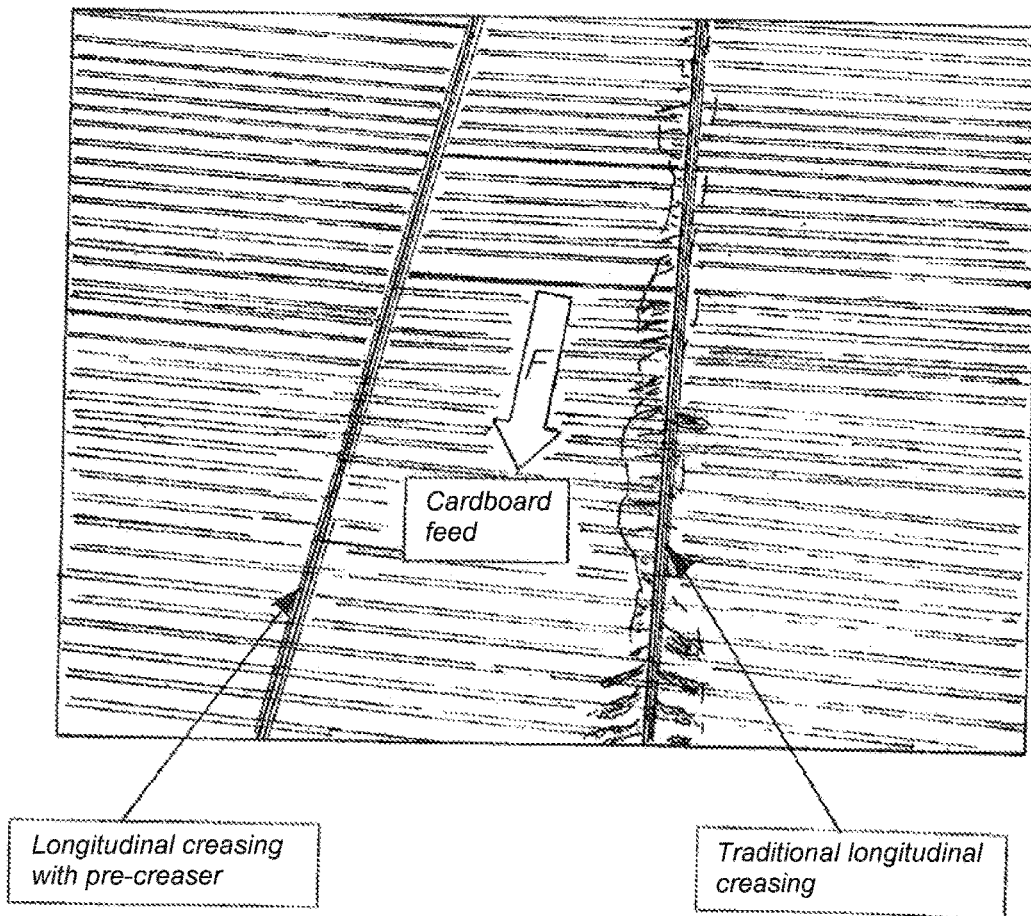 F
Cardboard
feed
Longitudinal creasing
with pre-creaser
Traditional longitudinal
creasing